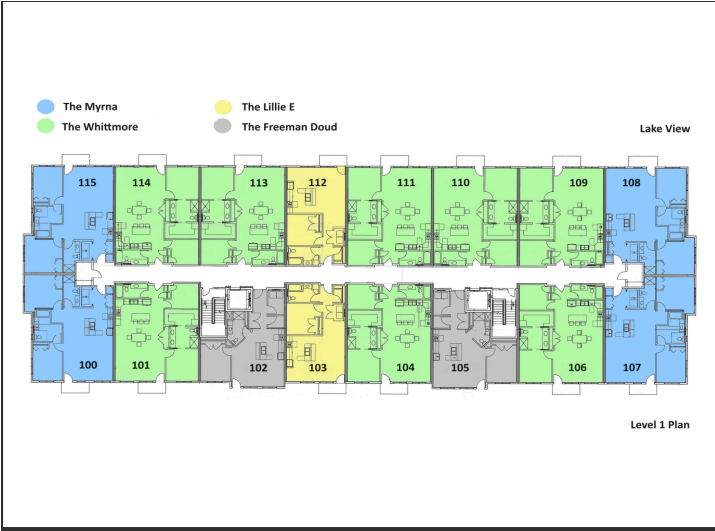 The Myrna The Lillie E
The Whittmore The Freeman Doud
Lake View
115 114 113 112 111 110 109 108
100 101 102 103 104 105 106 107
Level 1 Plan